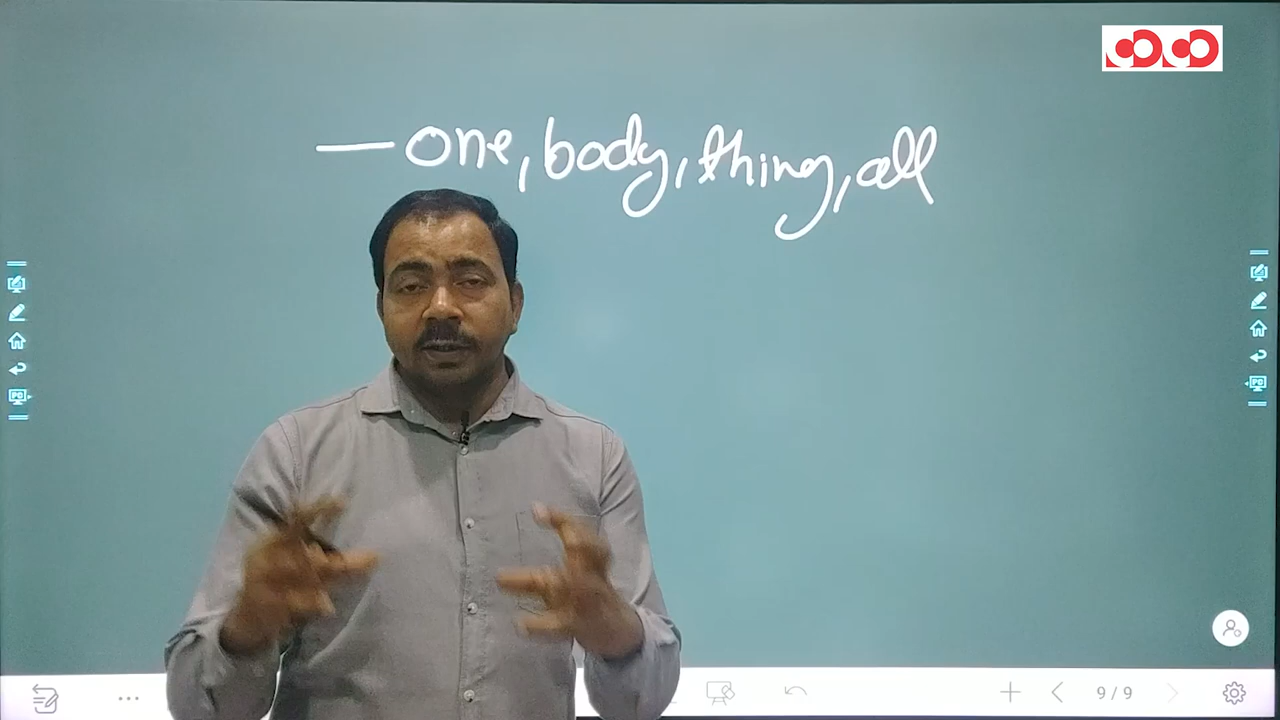 — one, body, thing, all
9 / 9